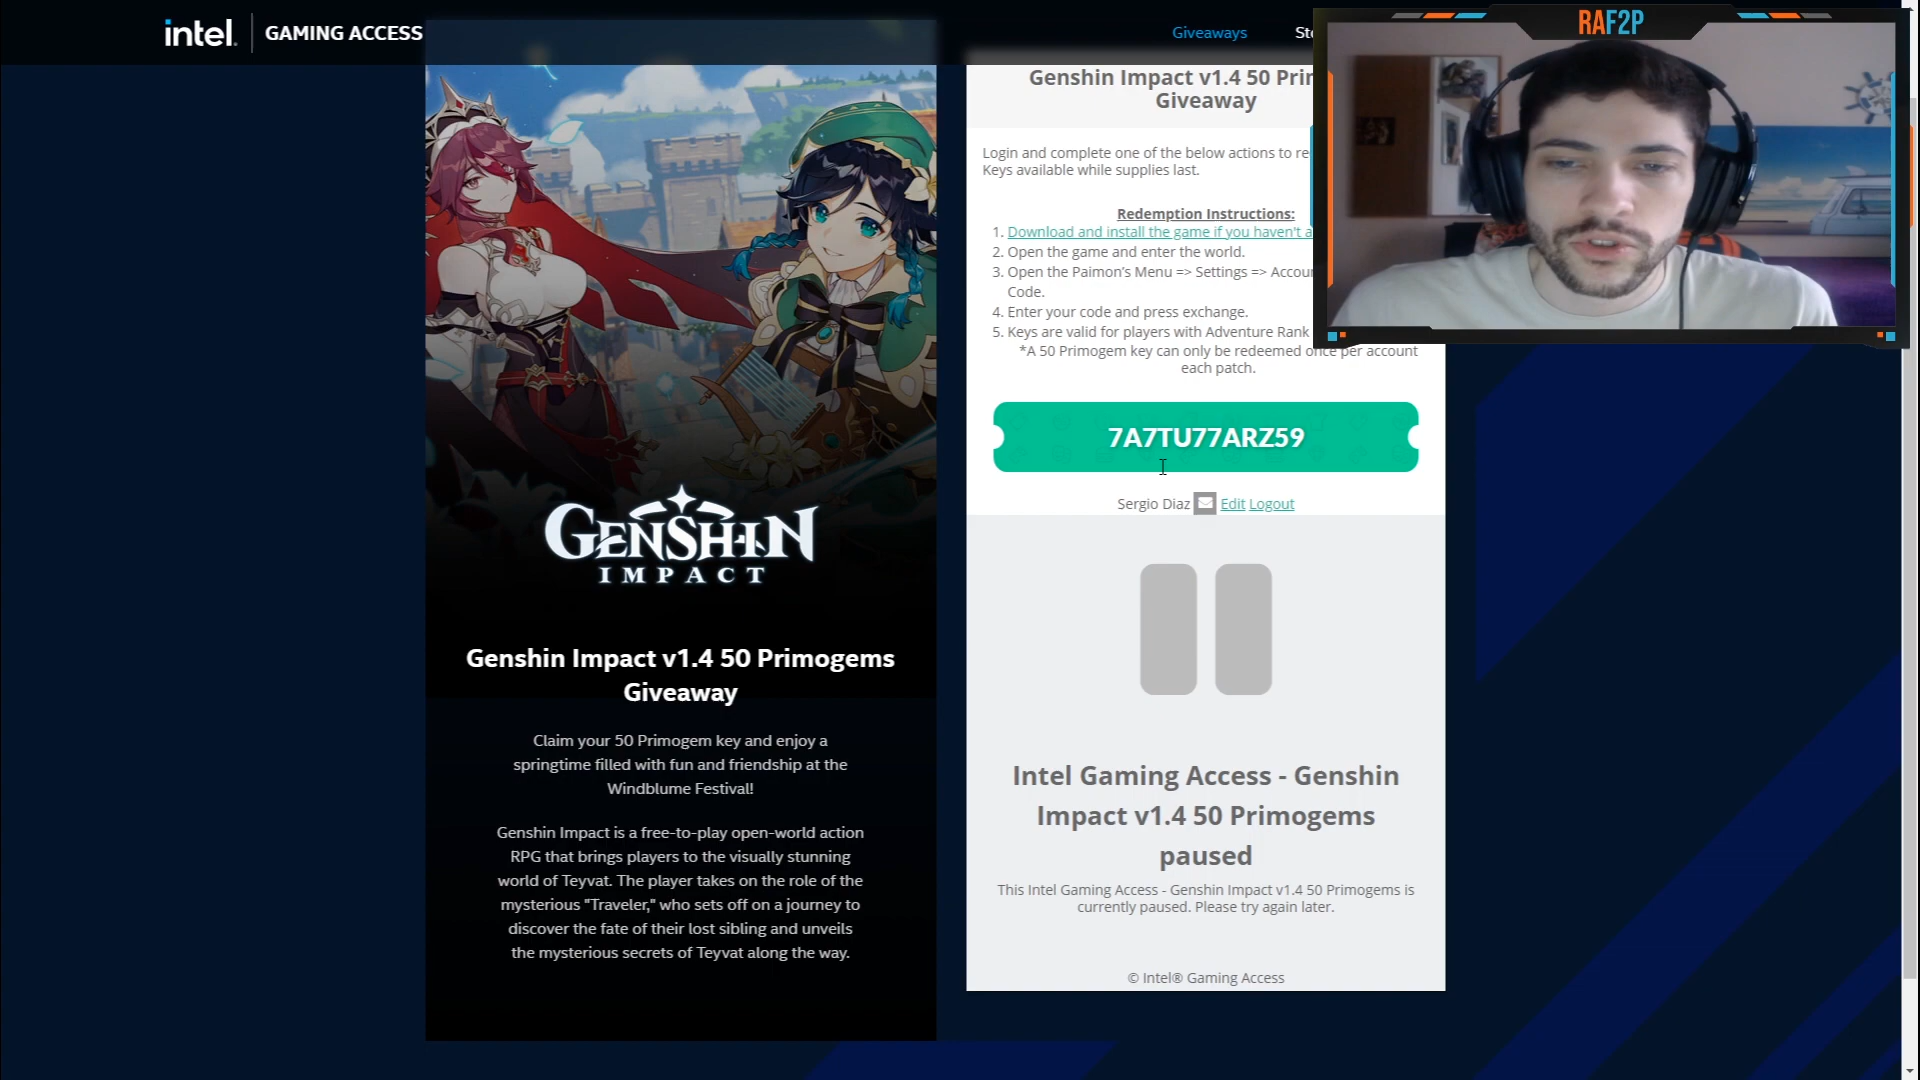 intel. GAMING ACCESS
Giveaways
RAF2P
Genshin Impact v1.4 50
Giveaway
Login and complete one of the below actions to
Keys available while supplies last.
Redemption Instructions:
1. Download and install the game if you haven't
2. Open the game and enter the world.
3. Open the Paimon's Menu => Settings =>
Code.
4. Enter your code and press exchange.
5. Keys are valid for players with Adventure Rank
*A 50 Primogem key can only be redeemed once per account
each patch.
7A7TU77ARZ59
Sergio Diaz Edit Logout
GENSHIN
IMPACT
Genshin Impact v1.4 50 Primogems
Giveaway
Claim your 50 Primogem key and enjoy a
springtime filled with fun and friendship at the
Windblume Festival!
Genshin Impact is a free-to-play open-world action
RPG that brings players to the visually stunning
world of Teyvat. The player takes on the role of the
mysterious "Traveler," who sets off on a journey to
discover the fate of their lost sibling and unveils
the mysterious secrets of Teyvat along the way.
Intel Gaming Access - Genshin
Impact v1.4 50 Primogems
paused
This Intel Gaming Access - Genshin Impact v1.4 50 Primogems is
currently paused. Please try again later.
© Intel® Gaming Access